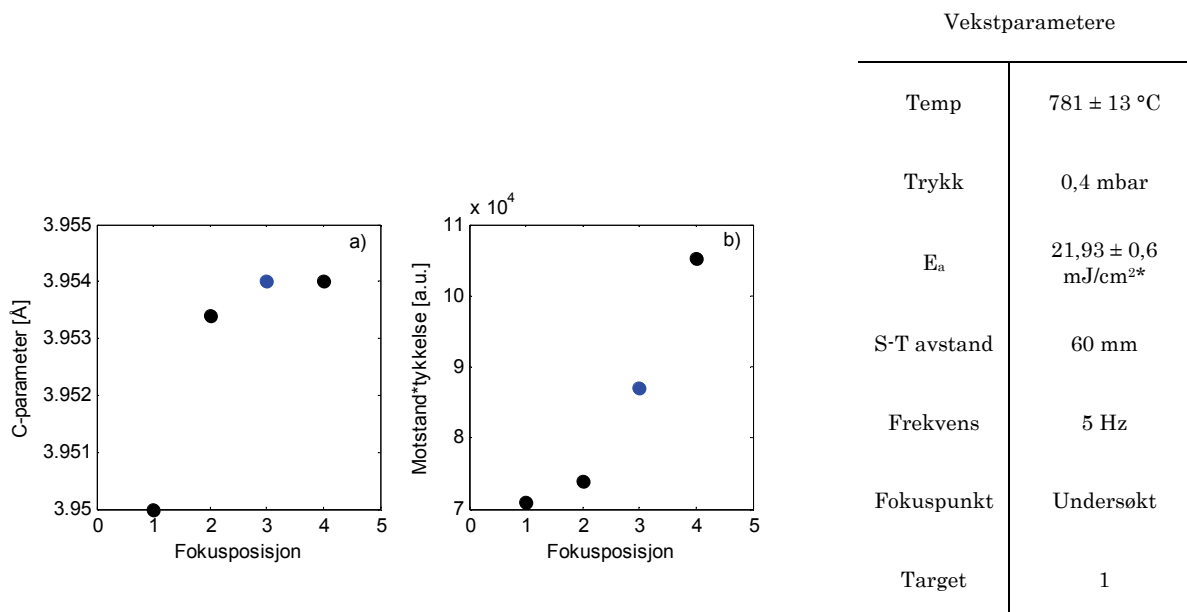 Vekstparametere
Temp
781 ± 13 °C
Trykk
0,4 mbar
Eₐ
21,93 ± 0,6
mJ/cm²*
S-T avstand
60 mm
Frekvens
5 Hz
Fokuspunkt
Undersøkt
Target
1
a)
C-parameter [Å]
3.955
3.954
3.953
3.952
3.951
3.95
0 1 2 3 4 5
Fokusposisjon
x 10⁴
b)
Motstand*tykkelse [a.u.]
11
10
9
8
7
0 1 2 3 4 5
Fokusposisjon